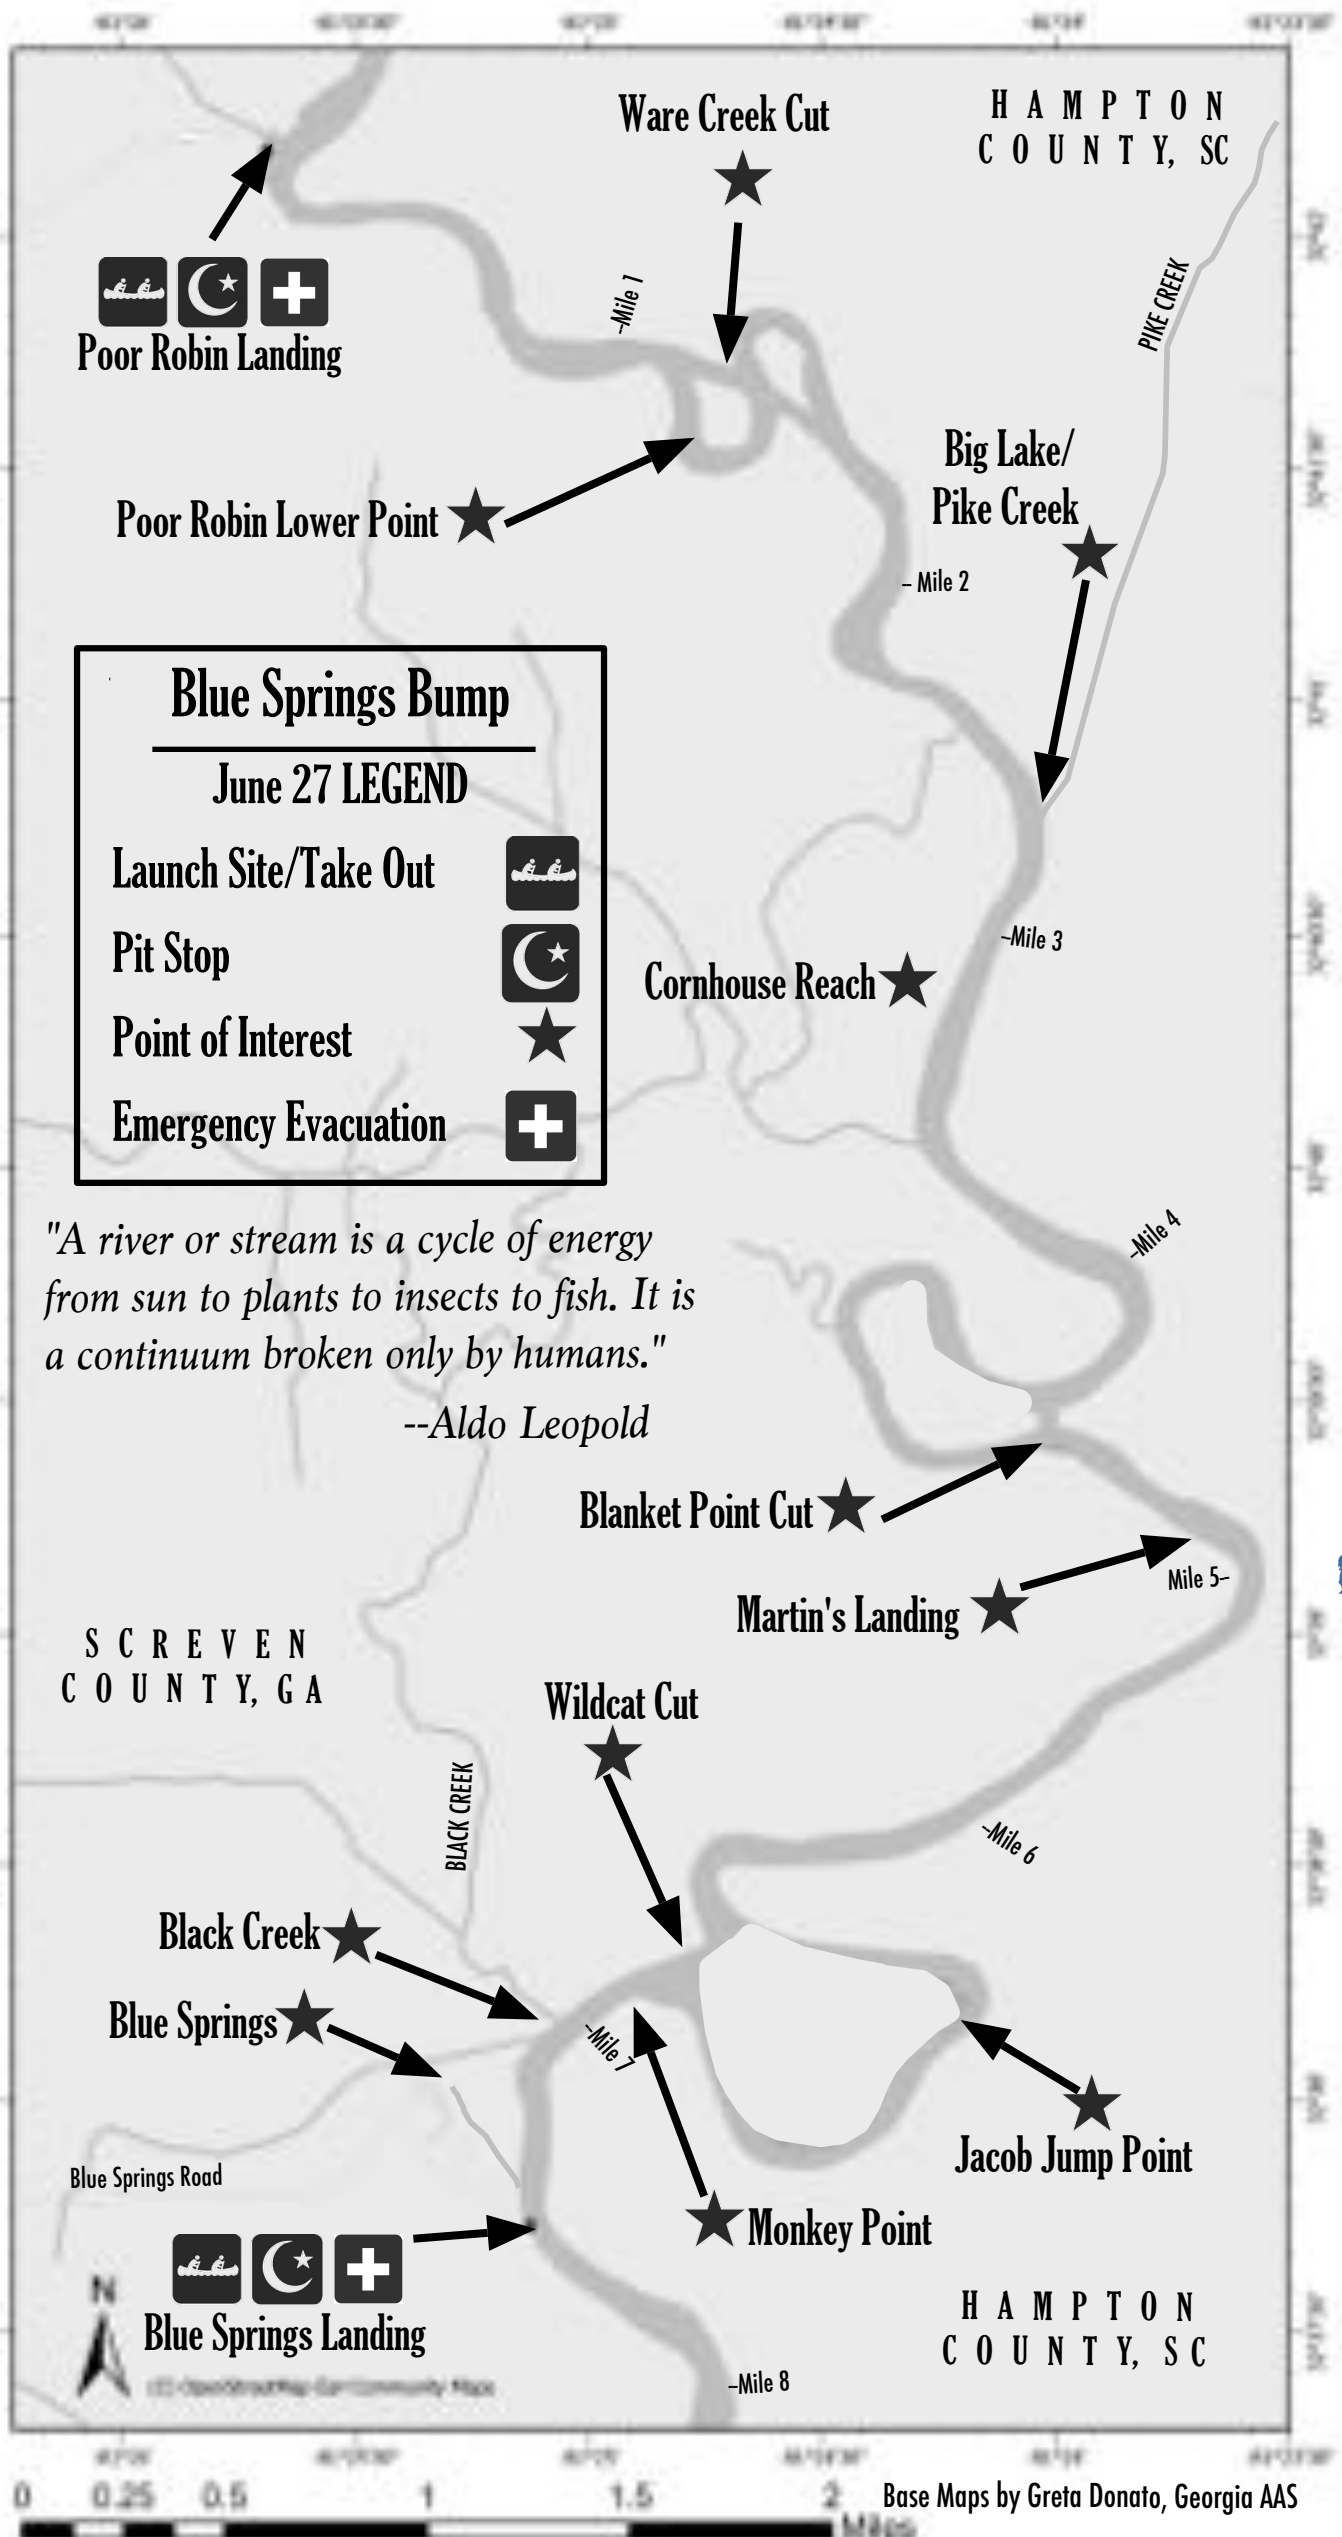 Ware Creek Cut
H A M P T O N
C O U N T Y, SC
PIKE CREEK
–Mile 1
Poor Robin Landing
Big Lake/
Pike Creek
Poor Robin Lower Point
– Mile 2
Blue Springs Bump
June 27 LEGEND
Launch Site/Take Out
Pit Stop
Point of Interest
Emergency Evacuation
–Mile 3
Cornhouse Reach
–Mile 4
"A river or stream is a cycle of energy
from sun to plants to insects to fish. It is
a continuum broken only by humans."
--Aldo Leopold
Blanket Point Cut
Mile 5–
Martin's Landing
S C R E V E N
C O U N T Y, G A
Wildcat Cut
BLACK CREEK
–Mile 6
Black Creek
Blue Springs
–Mile 7
Jacob Jump Point
Blue Springs Road
Monkey Point
N
Blue Springs Landing
H A M P T O N
C O U N T Y, S C
–Mile 8
0 0.25 0.5 1 1.5 2
Miles
Base Maps by Greta Donato, Georgia AAS